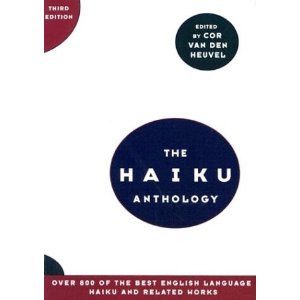 THIRD
EDITION
EDITED
BY COR
VAN DEN
HEUVEL
THE
HAIKU
ANTHOLOGY
OVER 800 OF THE BEST ENGLISH LANGUAGE
HAIKU AND RELATED WORKS